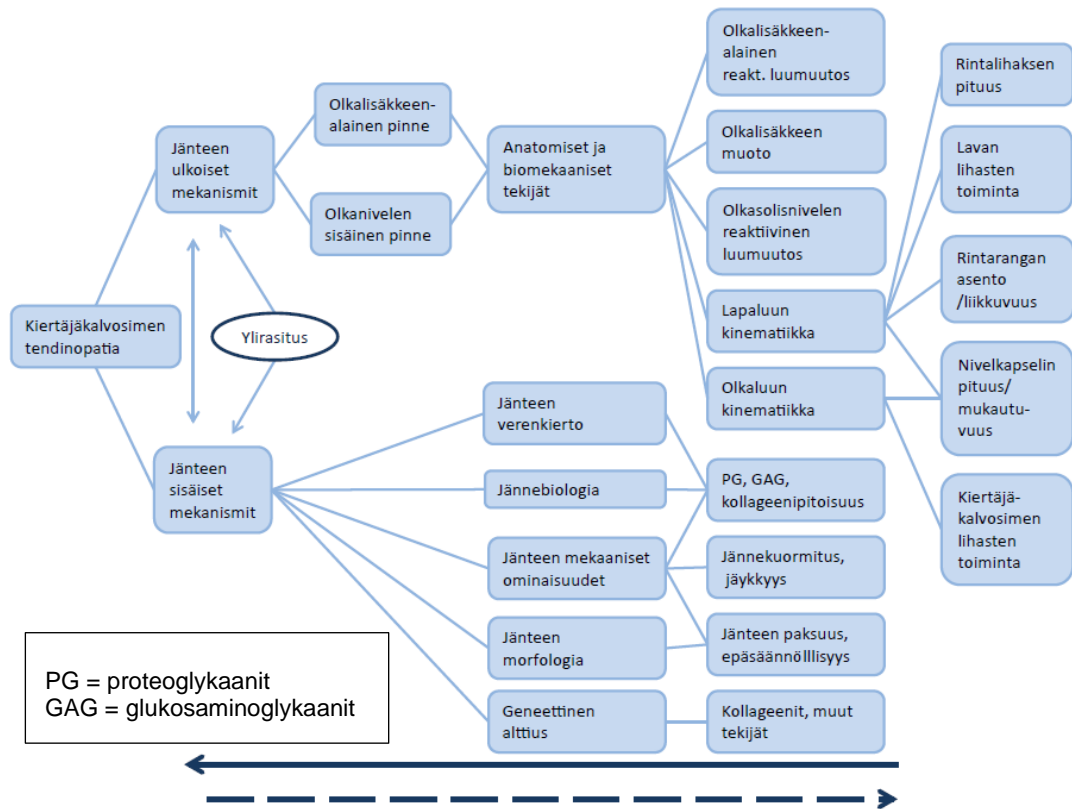 Kiertäjäkalvosimen
tendinopatia
Jänteen
ulkoiset
mekanismit
Ylirasitus
Jänteen
sisäiset
mekanismit
Olkalisäkkeen-
alainen pinne
Olkanivelen
sisäinen pinne
Anatomiset ja
biomekaaniset
tekijät
Olkalisäkkeen-
alainen
reakt. luumuutos
Olkalisäkkeen
muoto
Olkasolisnivelen
reaktiivinen
luumuutos
Lapaluun
kinematiikka
Olkaluun
kinematiikka
Rintalihaksen
pituus
Lavan
lihasten
toiminta
Rintarangan
asento
/liikkuvuus
Nivelkapselin
pituus/
mukautu-
vuus
Kiertäjä-
kalvosimen
lihasten
toiminta
Jänteen
verenkierto
Jännebiologia
Jänteen mekaaniset
ominaisuudet
Jänteen
morfologia
Geneettinen
alttius
PG, GAG,
kollageenipitoisuus
Jännekuormitus,
jäykkyys
Jänteen paksuus,
epäsäännölllisyys
Kollageenit, muut
tekijät
PG = proteoglykaanit
GAG = glukosaminoglykaanit